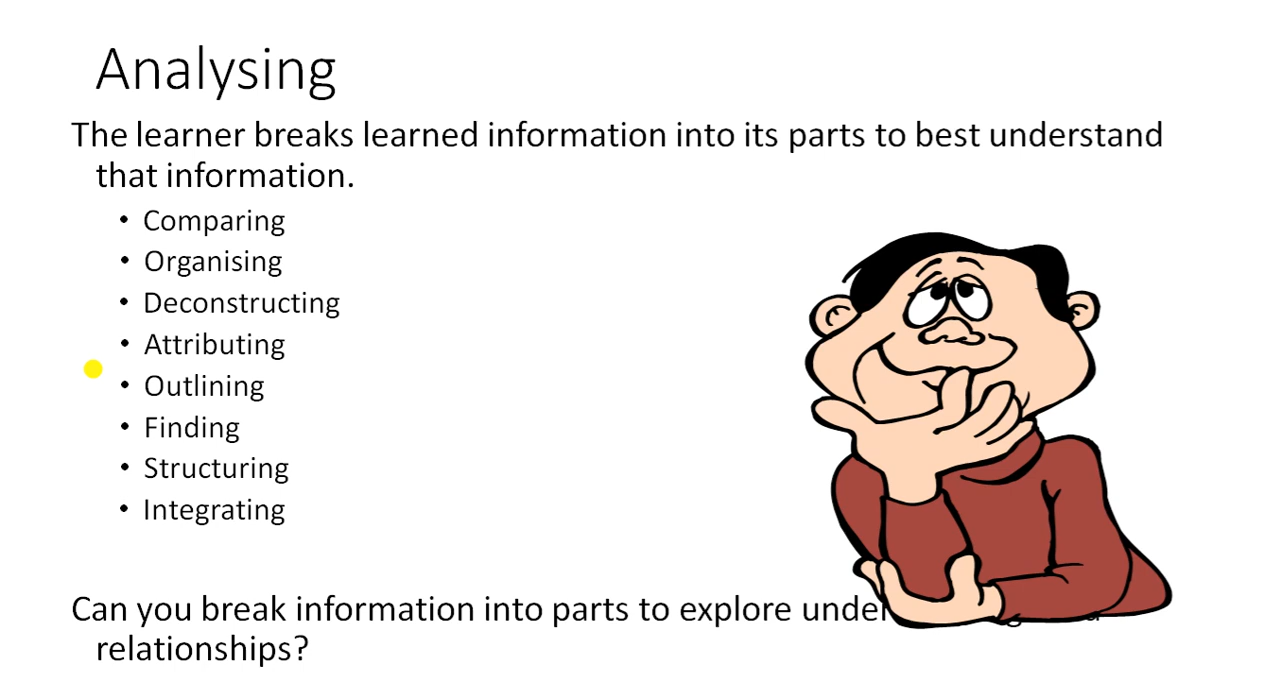 Analysing
The learner breaks learned information into its parts to best understand
that information.
• Comparing
• Organising
• Deconstructing
• Attributing
• Outlining
• Finding
• Structuring
• Integrating
Can you break information into parts to explore
relationships?